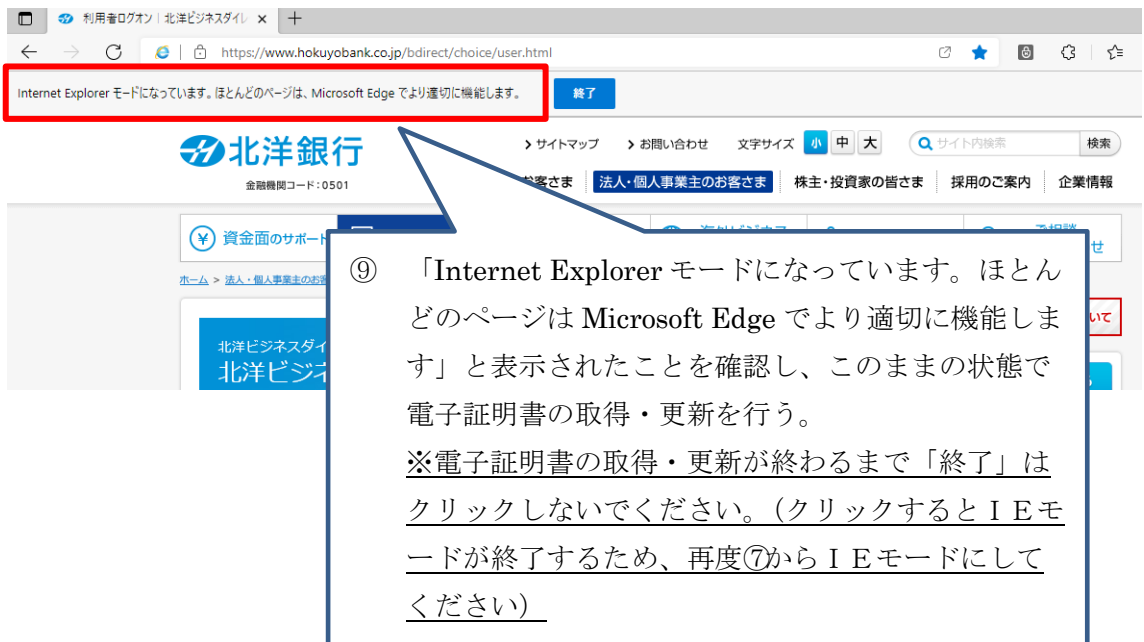 利用者ログオン | 北洋ビジネスダイレ
https://www.hokuyobank.co.jp/bdirect/choice/user.html
Internet Explorer モードになっています。ほとんどのページは、Microsoft Edge でより適切に機能します。 終了
北洋銀行
金融機関コード:0501
サイトマップ お問い合わせ 文字サイズ 小 中 大 サイト内検索 検索
お客さま 法人・個人事業主のお客さま 株主・投資家の皆さま 採用のご案内 企業情報
資金面のサポート
ホーム > 法人・個人事業主のお客
いて
北洋ビジネスダイ
北洋ビジネ
⑨ 「Internet Explorer モードになっています。ほとん
どのページは Microsoft Edge でより適切に機能しま
す」と表示されたことを確認し、このままの状態で
電子証明書の取得・更新を行う。
※電子証明書の取得・更新が終わるまで「終了」は
クリックしないでください。(クリックするとＩＥモ
ードが終了するため、再度⑦からＩＥモードにして
ください)